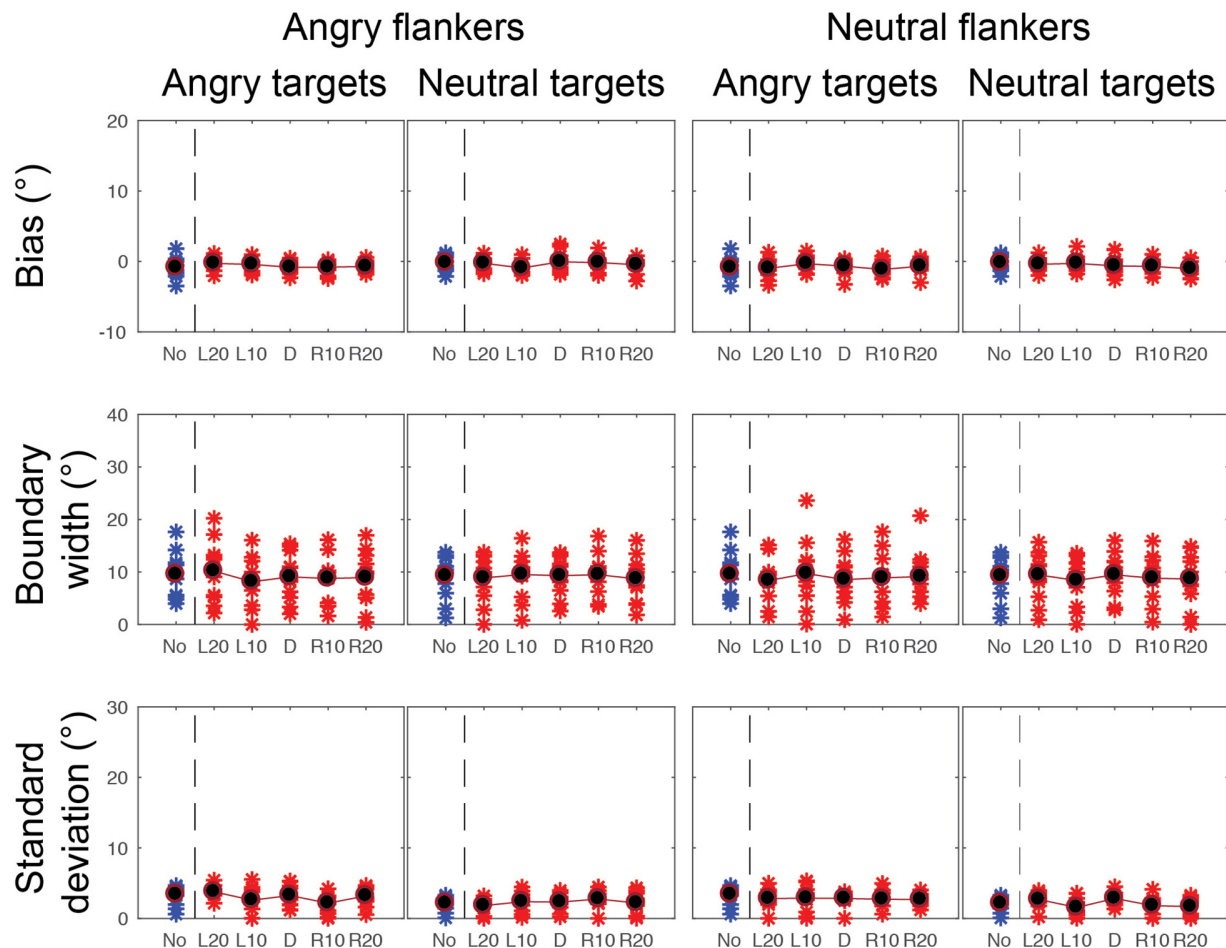 Angry flankers Neutral flankers
Angry targets Neutral targets Angry targets Neutral targets
Bias (°)
20
10
0
-10
No L20 L10 D R10 R20 No L20 L10 D R10 R20 No L20 L10 D R10 R20 No L20 L10 D R10 R20
Boundary
width (°)
40
30
20
10
0
No L20 L10 D R10 R20 No L20 L10 D R10 R20 No L20 L10 D R10 R20 No L20 L10 D R10 R20
Standard
deviation (°)
30
20
10
0
No L20 L10 D R10 R20 No L20 L10 D R10 R20 No L20 L10 D R10 R20 No L20 L10 D R10 R20